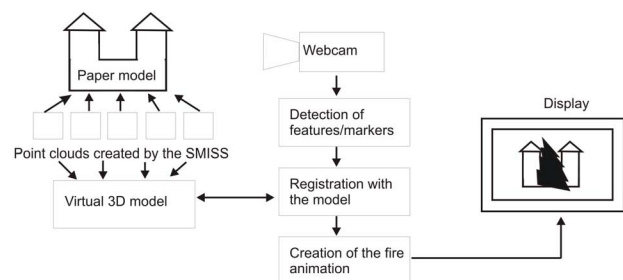 Paper model
Point clouds created by the SMISS
Virtual 3D model
Webcam
Detection of
features/markers
Registration with
the model
Creation of the fire
animation
Display